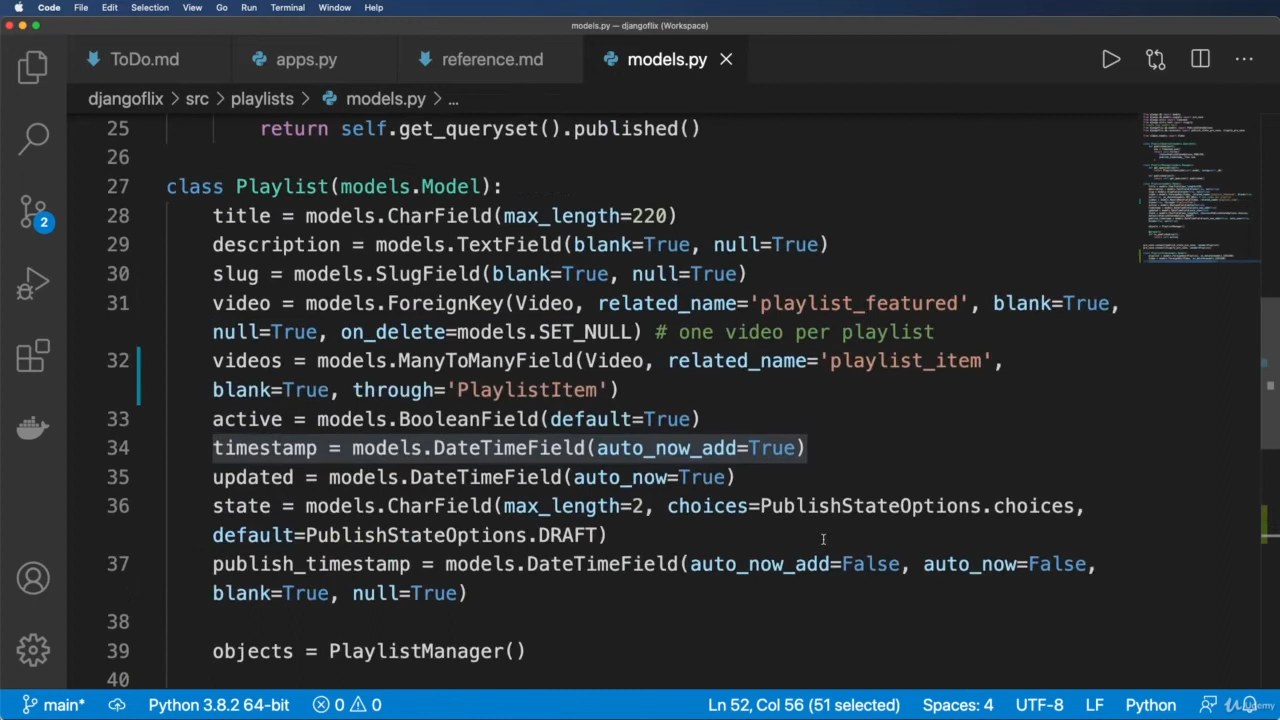 Code File Edit Selection View Go Run Terminal Window Help
models.py — djangoflix (Workspace)
ToDo.md apps.py reference.md models.py
djangoflix > src > playlists > models.py > ...
25 return self.get_queryset().published()
26
27 class Playlist(models.Model):
28 title = models.CharField(max_length=220)
29 description = models.TextField(blank=True, null=True)
30 slug = models.SlugField(blank=True, null=True)
31 video = models.ForeignKey(Video, related_name='playlist_featured', blank=True,
null=True, on_delete=models.SET_NULL) # one video per playlist
32 videos = models.ManyToManyField(Video, related_name='playlist_item',
blank=True, through='PlaylistItem')
33 active = models.BooleanField(default=True)
34 timestamp = models.DateTimeField(auto_now_add=True)
35 updated = models.DateTimeField(auto_now=True)
36 state = models.CharField(max_length=2, choices=PublishStateOptions.choices,
default=PublishStateOptions.DRAFT)
37 publish_timestamp = models.DateTimeField(auto_now_add=False, auto_now=False,
blank=True, null=True)
38
39 objects = PlaylistManager()
40
2
main* Python 3.8.2 64-bit 0 0 Ln 52, Col 56 (51 selected) Spaces: 4 UTF-8 LF Python
Udemy